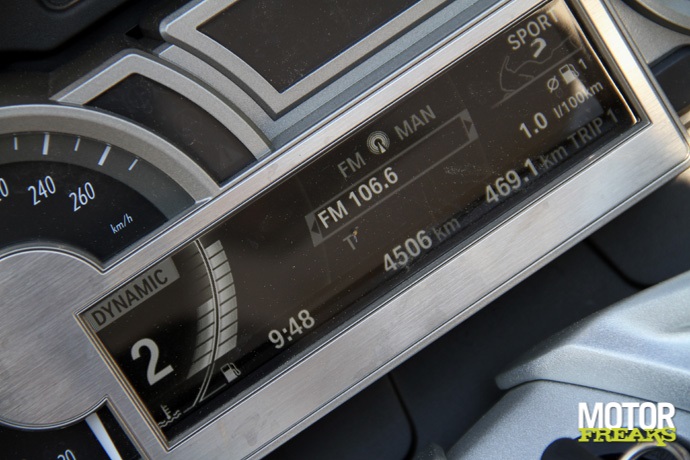 SPORT
Ø 1
1.0 l/100km
FM MAN
FM 106.6
469.1 km TRIP 1
4506 km
240
260
km/h
DYNAMIC
2
9:48
MOTOR
FREAKS